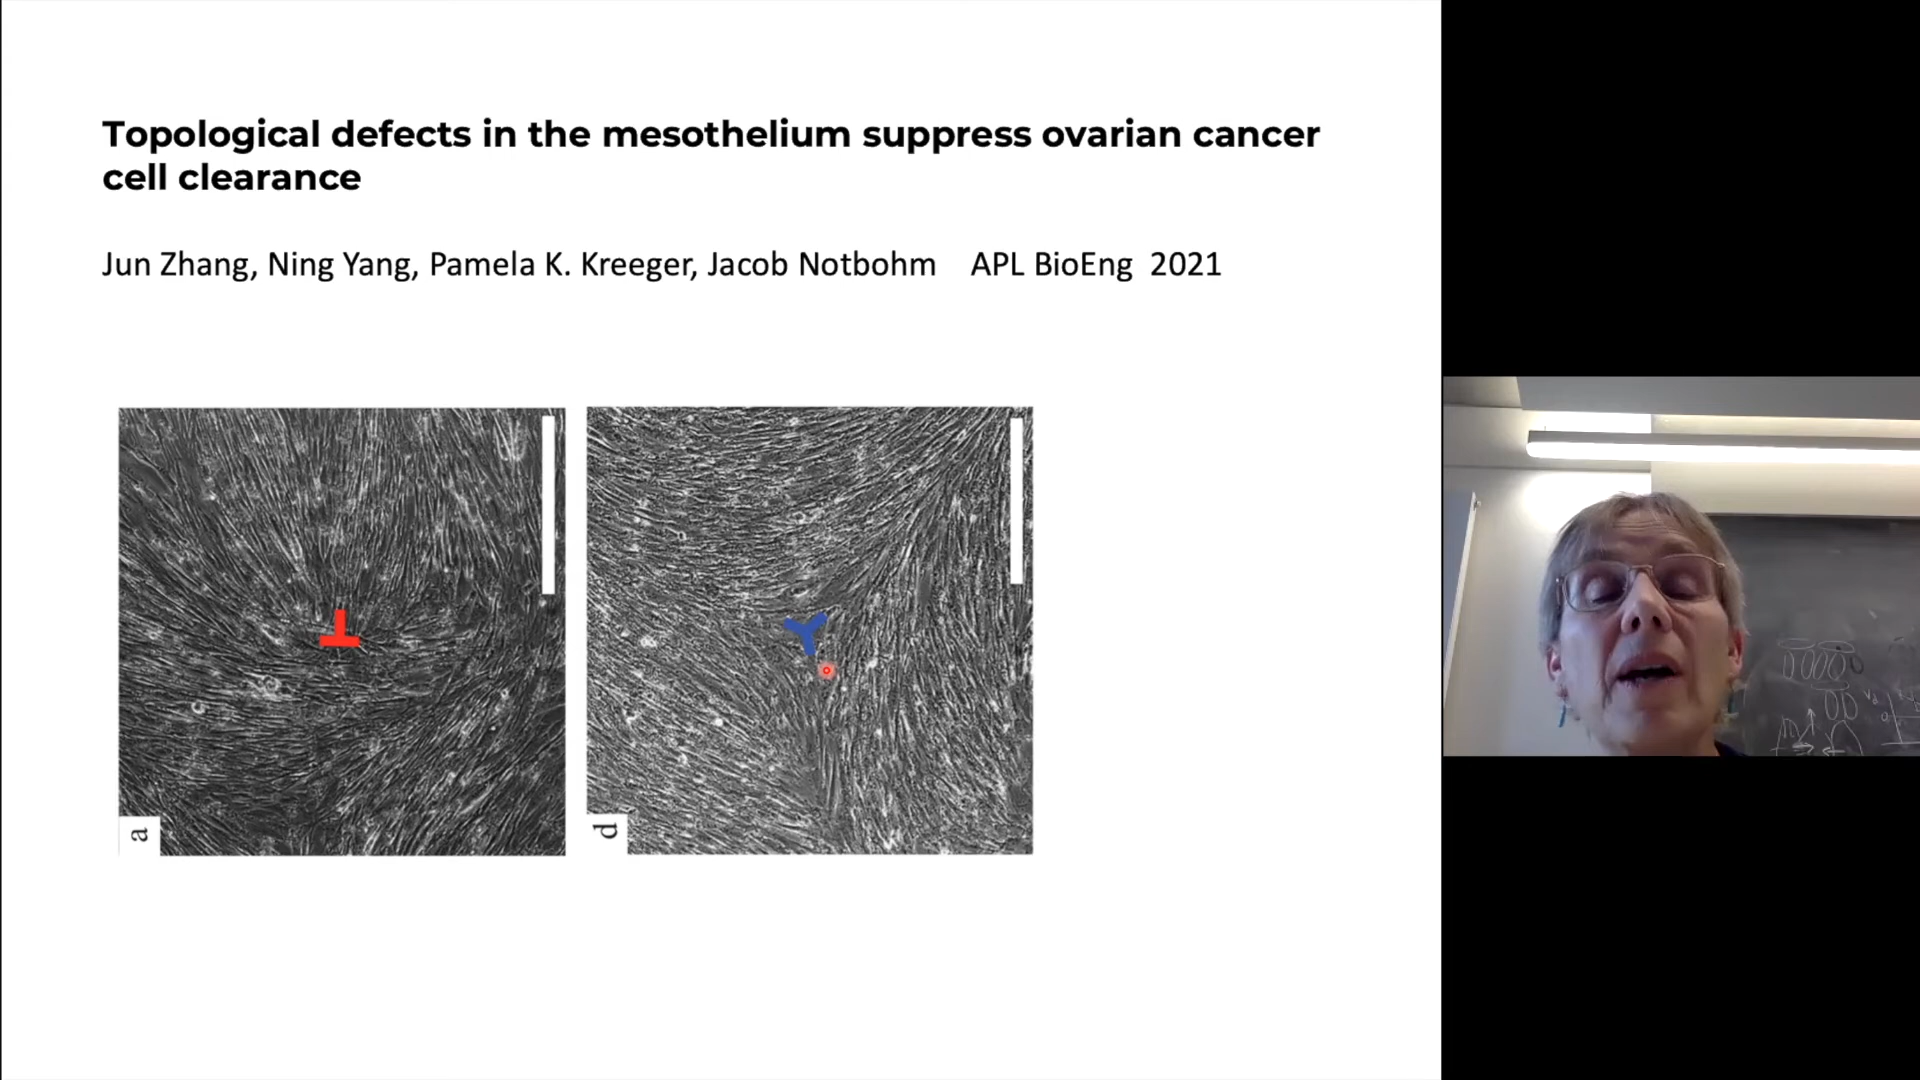 Topological defects in the mesothelium suppress ovarian cancer
cell clearance
Jun Zhang, Ning Yang, Pamela K. Kreeger, Jacob Notbohm APL BioEng 2021
a
d